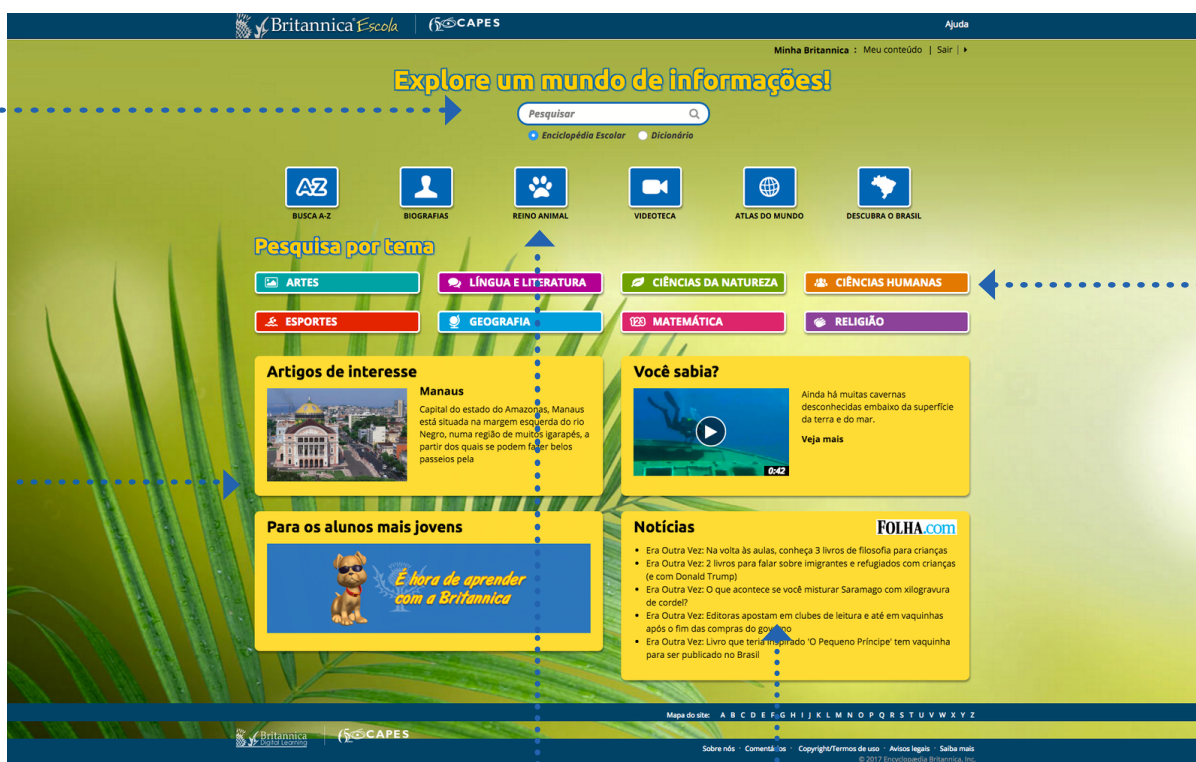 Britannica Escola CAPES Ajuda
Minha Britannica : Meu conteúdo | Sair |
Explore um mundo de informações!
Pesquisar
Enciclopédia Escolar Dicionário
AZ
BUSCA A-Z BIOGRAFIAS REINO ANIMAL VIDEOTECA ATLAS DO MUNDO DESCUBRA O BRASIL
Pesquisa por tema
ARTES LÍNGUA E LITERATURA CIÊNCIAS DA NATUREZA CIÊNCIAS HUMANAS
ESPORTES GEOGRAFIA 123 MATEMÁTICA RELIGIÃO
Artigos de interesse
Manaus
Capital do estado do Amazonas, Manaus
está situada na margem esquerda do rio
Negro, numa região de muitos igarapés, a
partir dos quais se podem fazer belos
passeios pela
Você sabia?
Ainda há muitas cavernas
desconhecidas embaixo da superfície
da terra e do mar.
Veja mais
0:42
Para os alunos mais jovens
É hora de aprender
com a Britannica
Notícias FOLHA.com
• Era Outra Vez: Na volta às aulas, conheça 3 livros de filosofia para crianças
• Era Outra Vez: 2 livros para falar sobre imigrantes e refugiados com crianças
(e com Donald Trump)
• Era Outra Vez: O que acontece se você misturar Saramago com xilogravura
de cordel?
• Era Outra Vez: Editoras apostam em clubes de leitura e até em vaquinhas
após o fim das compras do governo
• Era Outra Vez: Livro que teria inspirado 'O Pequeno Príncipe' tem vaquinha
para ser publicado no Brasil
Mapa do site: A B C D E F G H I J K L M N O P Q R S T U V W X Y Z
Britannica CAPES
Digital Learning
Sobre nós · Comentários · Copyright/Termos de uso · Avisos legais · Saiba mais
© 2017 Encyclopædia Britannica, Inc.